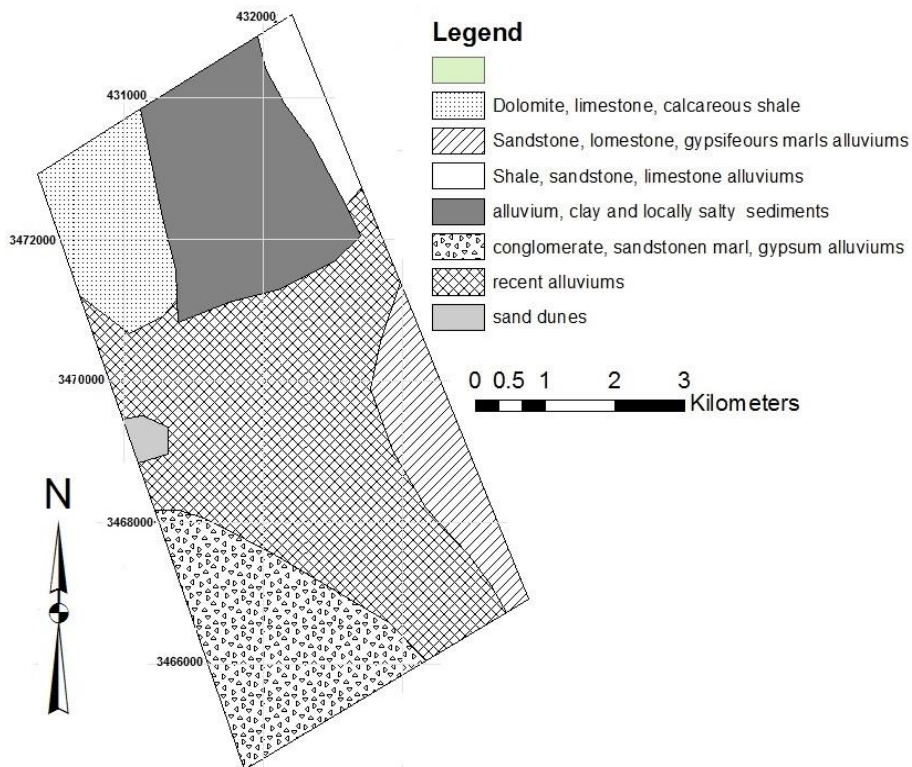 432000
Legend
431000
Dolomite, limestone, calcareous shale
Sandstone, lomestone, gypsifeours marls alluviums
Shale, sandstone, limestone alluviums
alluvium, clay and locally salty sediments
3472000
conglomerate, sandstonen marl, gypsum alluviums
recent alluviums
sand dunes
3470000
0 0.5 1 2 3
Kilometers
N
3468000
3466000